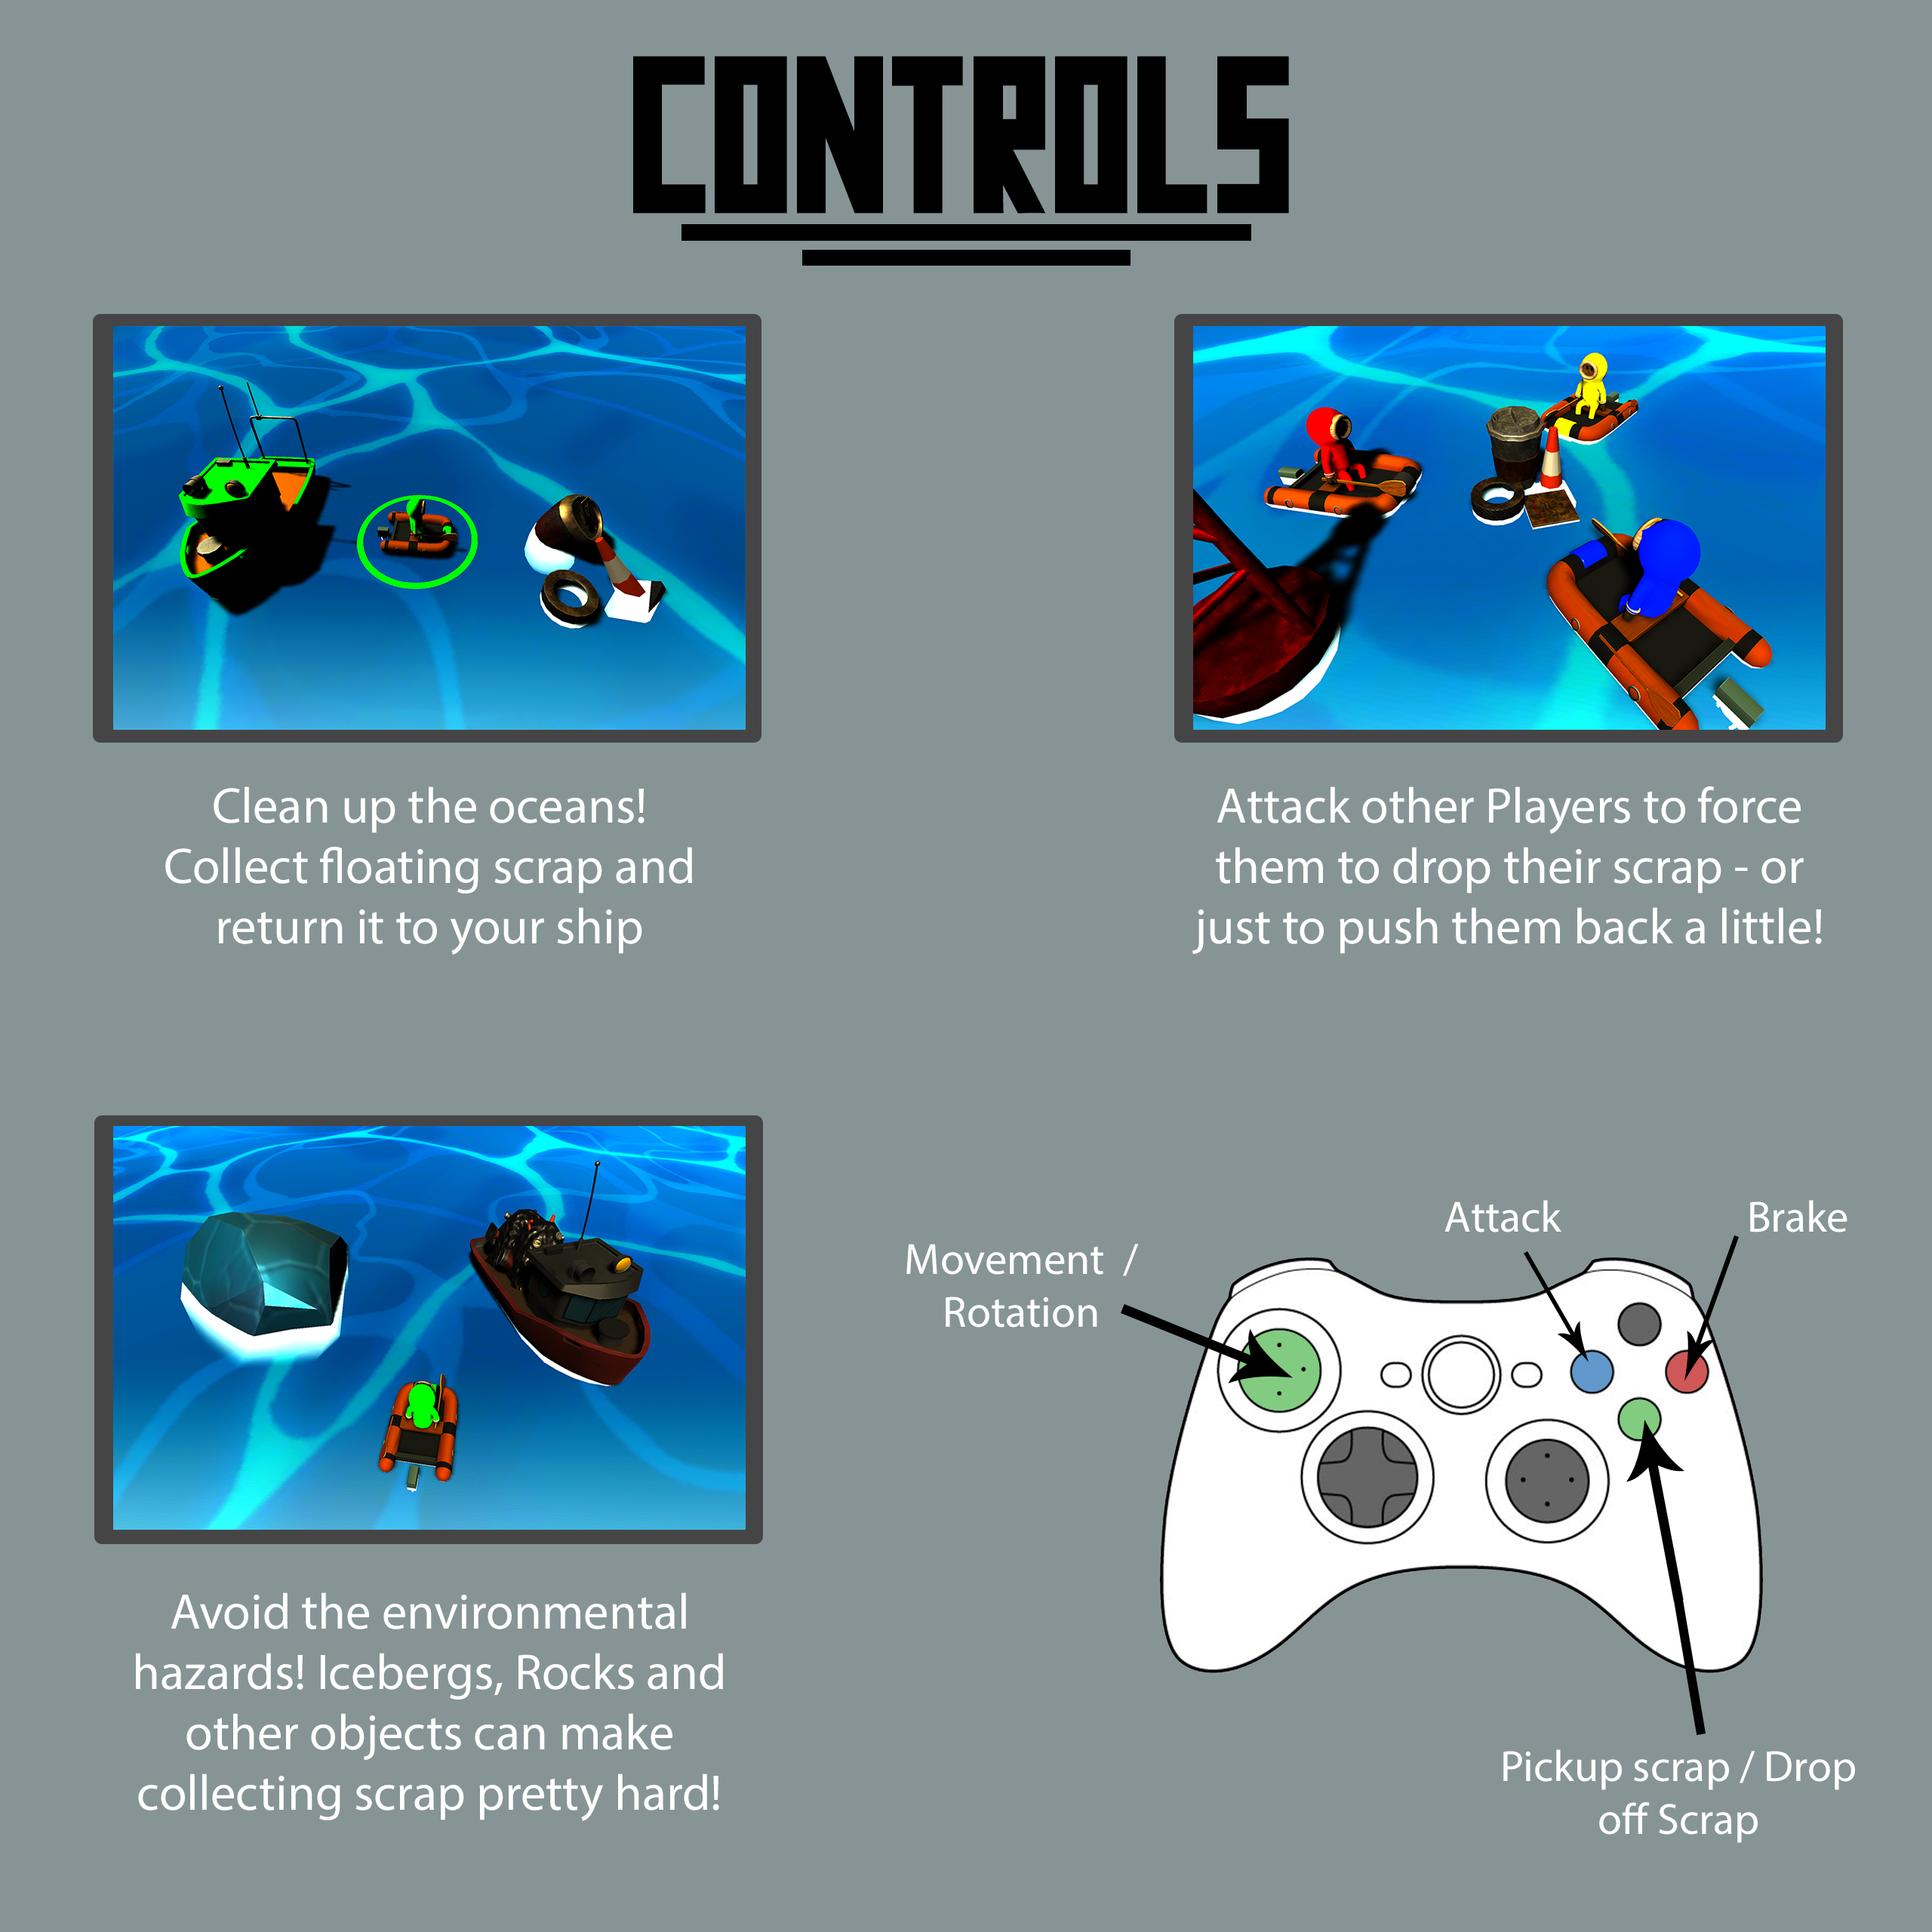 CONTROLS
Clean up the oceans!
Collect floating scrap and
return it to your ship
Attack other Players to force
them to drop their scrap - or
just to push them back a little!
Avoid the environmental
hazards! Icebergs, Rocks and
other objects can make
collecting scrap pretty hard!
Movement /
Rotation
Attack
Brake
Pickup scrap / Drop
off Scrap